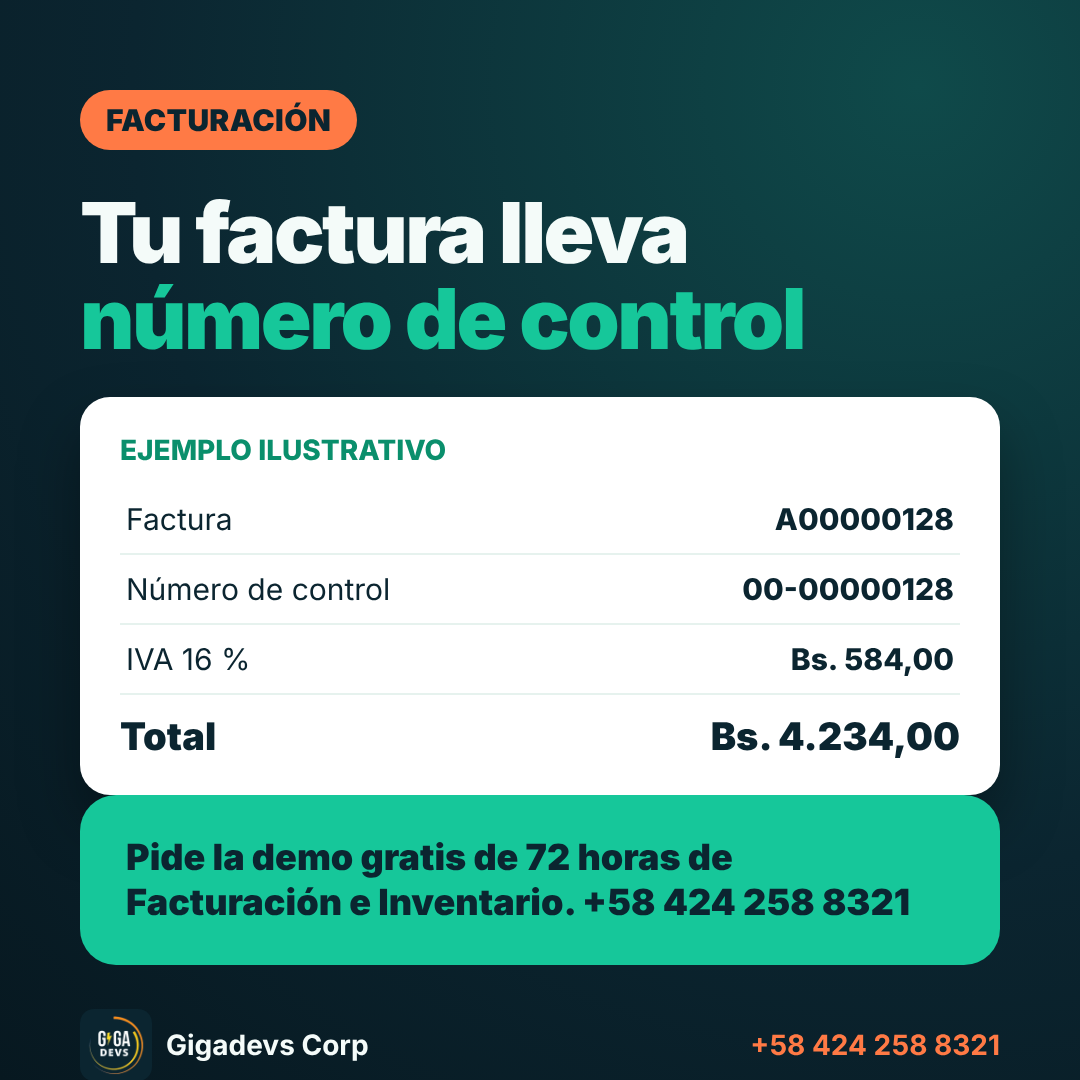 FACTURACIÓN
Tu factura lleva
número de control
EJEMPLO ILUSTRATIVO
Factura A00000128
Número de control 00-00000128
IVA 16 % Bs. 584,00
Total Bs. 4.234,00
Pide la demo gratis de 72 horas de
Facturación e Inventario. +58 424 258 8321
GIGA
DEVS
Gigadevs Corp +58 424 258 8321